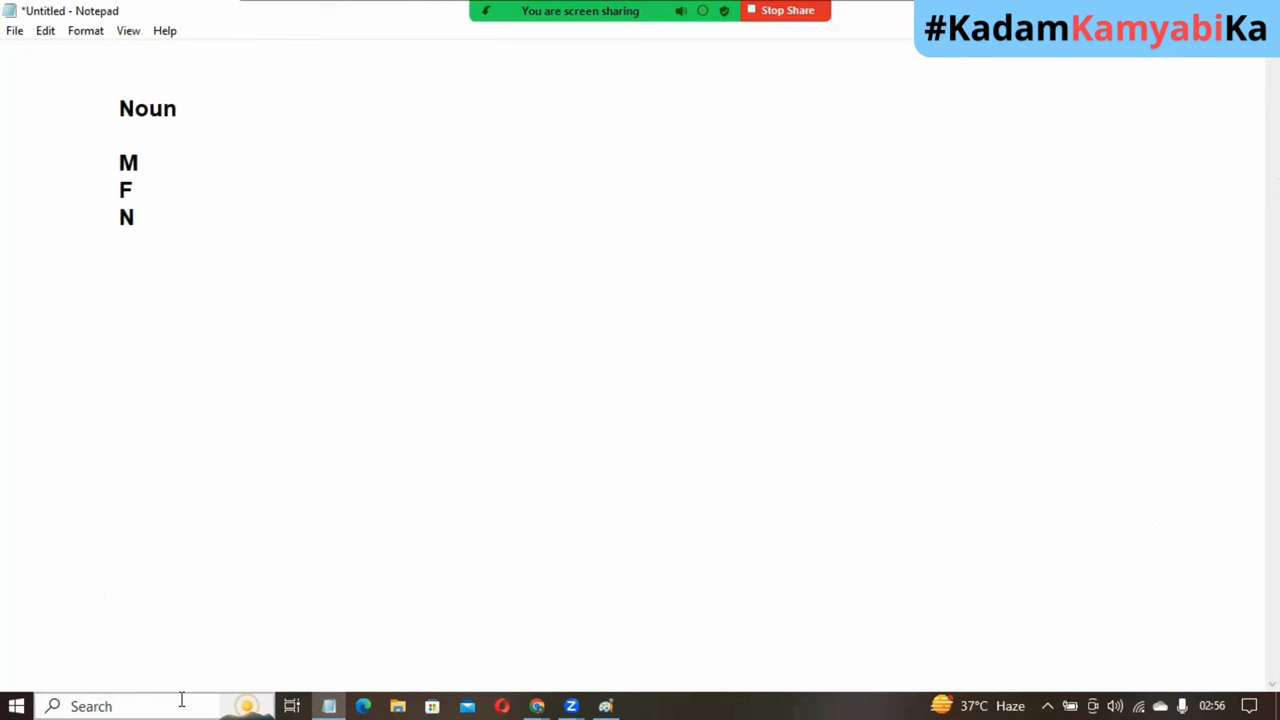 *Untitled - Notepad
You are screen sharing
Stop Share
#KadamKamyabiKa
File Edit Format View Help
Noun
M
F
N
Search
37°C Haze
02:56